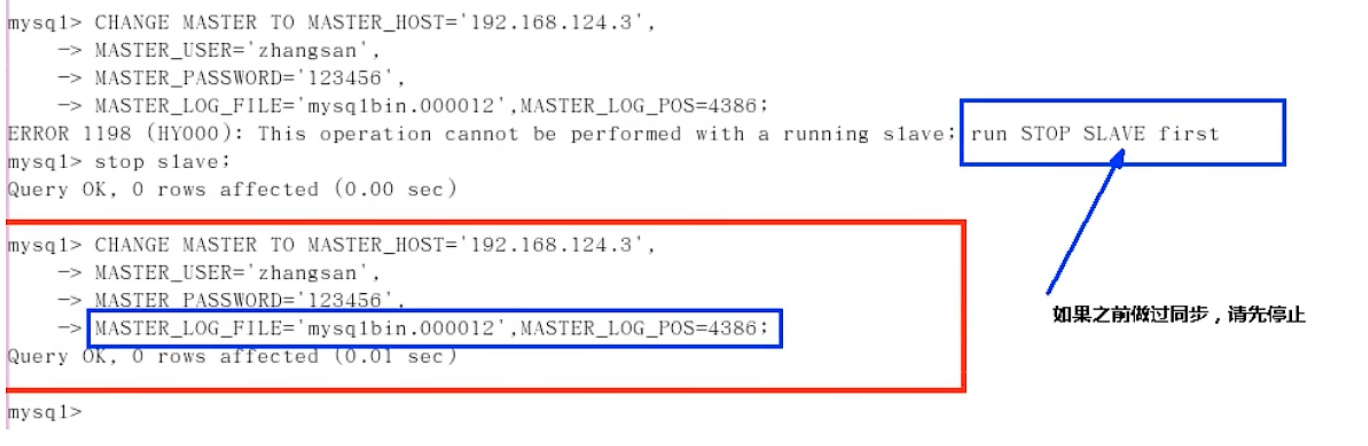 mysql> CHANGE MASTER TO MASTER_HOST='192.168.124.3',
-> MASTER_USER='zhangsan',
-> MASTER_PASSWORD='123456',
-> MASTER_LOG_FILE='mysqlbin.000012',MASTER_LOG_POS=4386;
ERROR 1198 (HY000): This operation cannot be performed with a running slave; run STOP SLAVE first
mysql> stop slave;
Query OK, 0 rows affected (0.00 sec)
mysql> CHANGE MASTER TO MASTER_HOST='192.168.124.3',
-> MASTER_USER='zhangsan',
-> MASTER_PASSWORD='123456',
如果之前做过同步，请先停止
-> MASTER_LOG_FILE='mysqlbin.000012',MASTER_LOG_POS=4386;
Query OK, 0 rows affected (0.01 sec)
mysql>